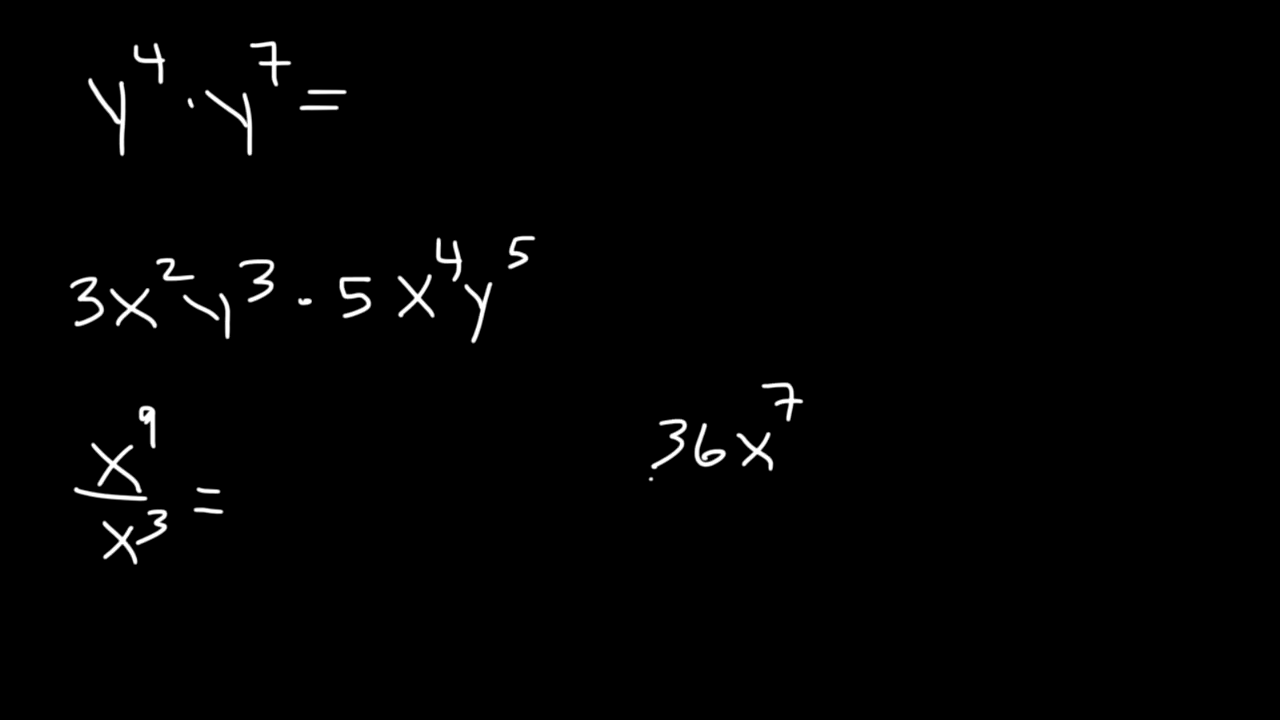 y⁴ · y⁷ =
3x²y³ · 5x⁴y⁵
x⁹
x³ =
36x⁷